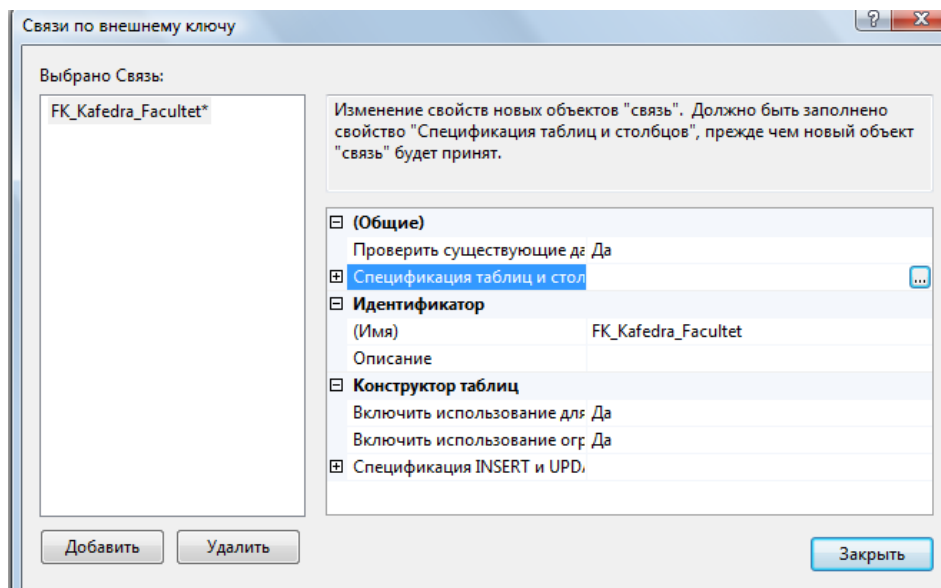 Связи по внешнему ключу
Выбрано Связь:
FK_Kafedra_Facultet*
Изменение свойств новых объектов "связь". Должно быть заполнено
свойство "Спецификация таблиц и столбцов", прежде чем новый объект
"связь" будет принят.
(Общие)
Проверить существующие да Да
Спецификация таблиц и стол ...
Идентификатор
(Имя) FK_Kafedra_Facultet
Описание
Конструктор таблиц
Включить использование для Да
Включить использование огр Да
Спецификация INSERT и UPD
Добавить Удалить Закрыть